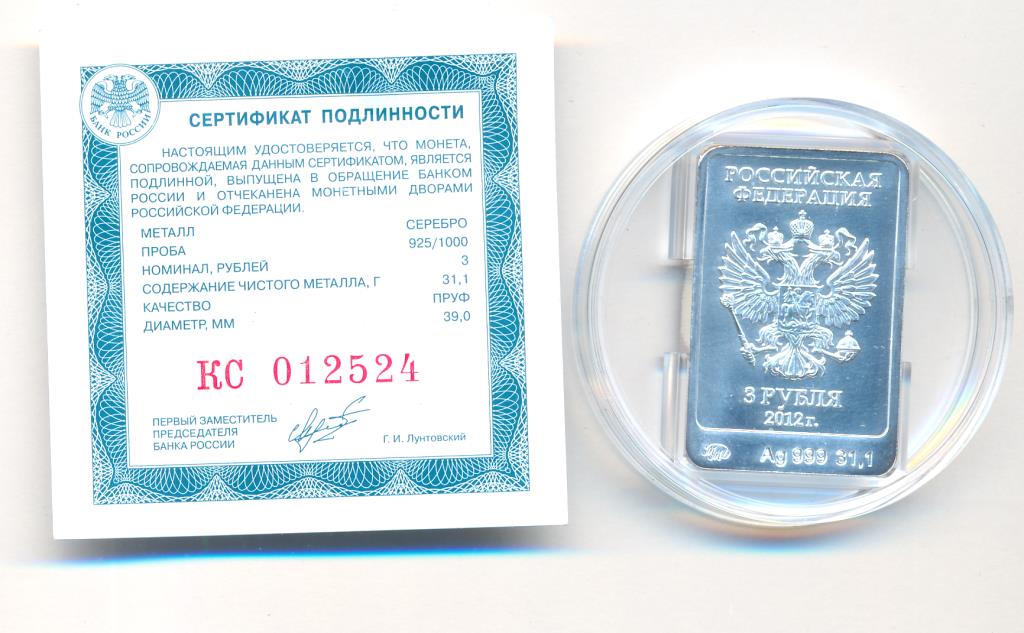 БАНК РОССИИ
СЕРТИФИКАТ ПОДЛИННОСТИ
НАСТОЯЩИМ УДОСТОВЕРЯЕТСЯ, ЧТО МОНЕТА,
СОПРОВОЖДАЕМАЯ ДАННЫМ СЕРТИФИКАТОМ, ЯВЛЯЕТСЯ
ПОДЛИННОЙ, ВЫПУЩЕНА В ОБРАЩЕНИЕ БАНКОМ
РОССИИ И ОТЧЕКАНЕНА МОНЕТНЫМИ ДВОРАМИ
РОССИЙСКОЙ ФЕДЕРАЦИИ.
МЕТАЛЛ СЕРЕБРО
ПРОБА 925/1000
НОМИНАЛ, РУБЛЕЙ 3
СОДЕРЖАНИЕ ЧИСТОГО МЕТАЛЛА, Г 31,1
КАЧЕСТВО ПРУФ
ДИАМЕТР, ММ 39,0
КС 012524
ПЕРВЫЙ ЗАМЕСТИТЕЛЬ
ПРЕДСЕДАТЕЛЯ
БАНКА РОССИИ
Г. И. Лунтовский
РОССИЙСКАЯ
ФЕДЕРАЦИЯ
3 РУБЛЯ
2012 г.
Ag 999 31,1